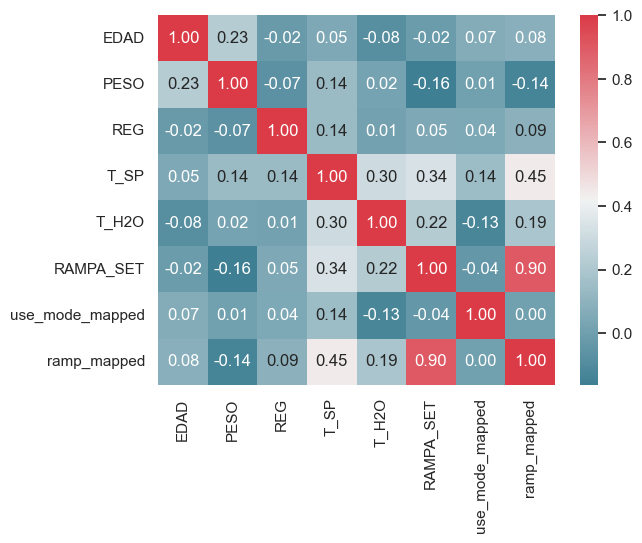 EDAD 1.00 0.23 -0.02 0.05 -0.08 -0.02 0.07 0.08
PESO 0.23 1.00 -0.07 0.14 0.02 -0.16 0.01 -0.14
REG -0.02 -0.07 1.00 0.14 0.01 0.05 0.04 0.09
T_SP 0.05 0.14 0.14 1.00 0.30 0.34 0.14 0.45
T_H2O -0.08 0.02 0.01 0.30 1.00 0.22 -0.13 0.19
RAMPA_SET -0.02 -0.16 0.05 0.34 0.22 1.00 -0.04 0.90
use_mode_mapped 0.07 0.01 0.04 0.14 -0.13 -0.04 1.00 0.00
ramp_mapped 0.08 -0.14 0.09 0.45 0.19 0.90 0.00 1.00
EDAD
PESO
REG
T_SP
T_H2O
RAMPA_SET
use_mode_mapped
ramp_mapped
1.0
0.8
0.6
0.4
0.2
0.0